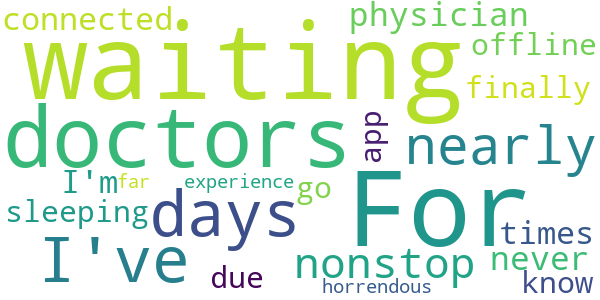 connected
physician
waiting
offline
finally
doctors
app
nearly
I'm
far
experience
go
For
sleeping
days
times
I've
nonstop
never
due
horrendous
know